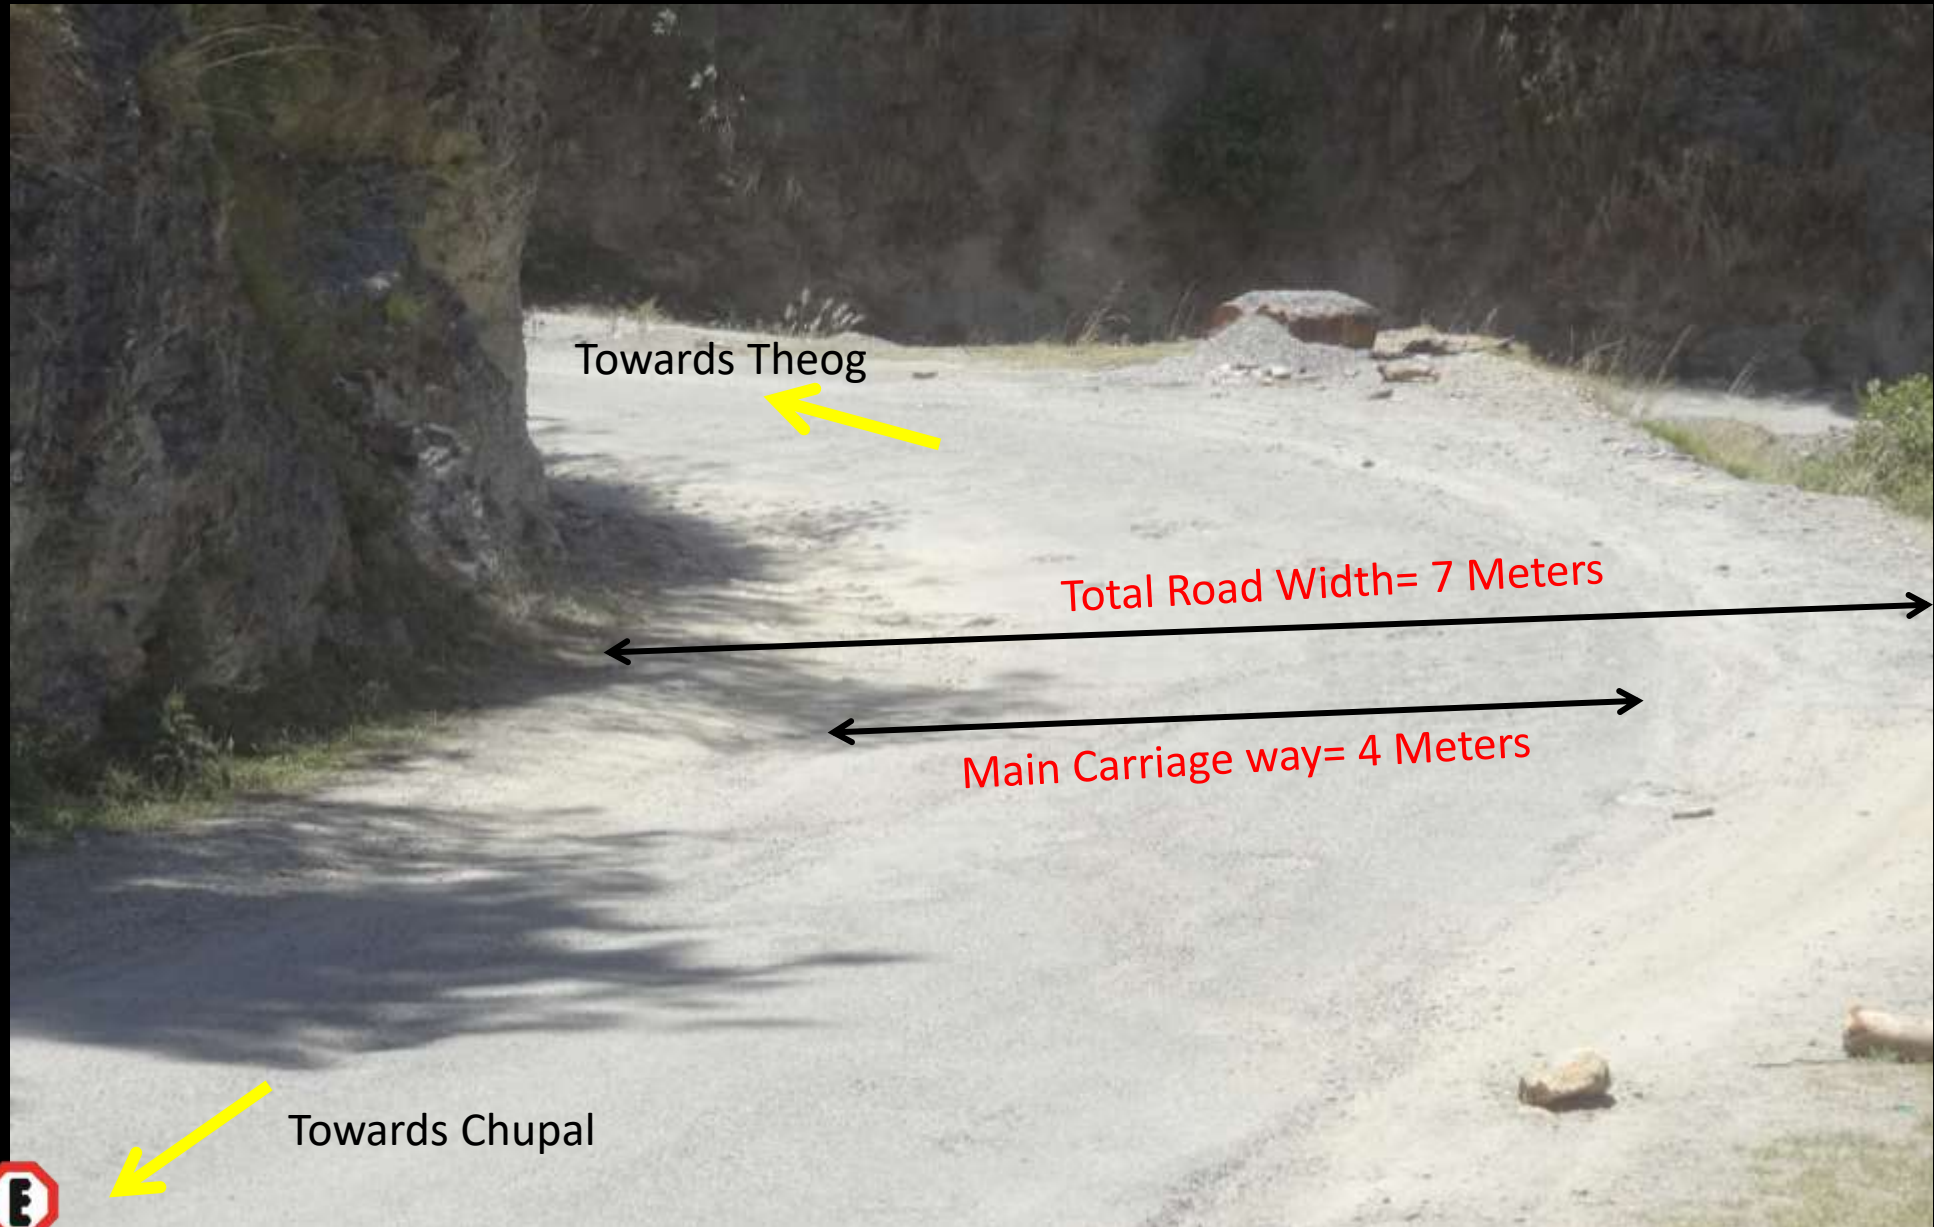 Towards Theog
Total Road Width= 7 Meters
Main Carriage way= 4 Meters
Towards Chupal
E